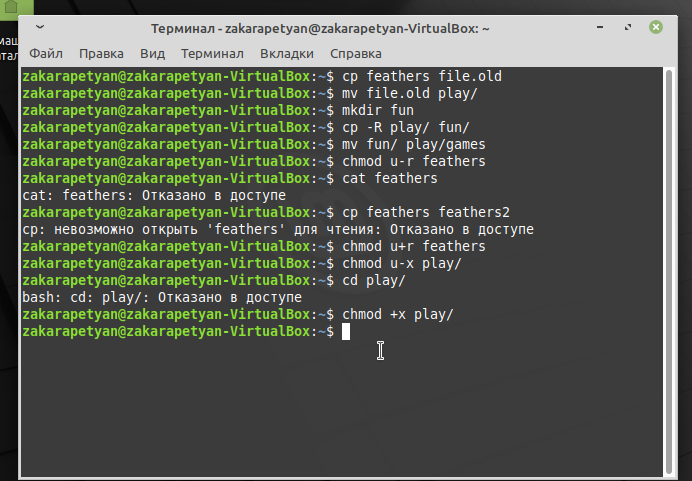 маш
тал
Терминал - zakarapetyan@zakarapetyan-VirtualBox: ~
Файл Правка Вид Терминал Вкладки Справка
zakarapetyan@zakarapetyan-VirtualBox:~$ cp feathers file.old
zakarapetyan@zakarapetyan-VirtualBox:~$ mv file.old play/
zakarapetyan@zakarapetyan-VirtualBox:~$ mkdir fun
zakarapetyan@zakarapetyan-VirtualBox:~$ cp -R play/ fun/
zakarapetyan@zakarapetyan-VirtualBox:~$ mv fun/ play/games
zakarapetyan@zakarapetyan-VirtualBox:~$ chmod u-r feathers
zakarapetyan@zakarapetyan-VirtualBox:~$ cat feathers
cat: feathers: Отказано в доступе
zakarapetyan@zakarapetyan-VirtualBox:~$ cp feathers feathers2
cp: невозможно открыть 'feathers' для чтения: Отказано в доступе
zakarapetyan@zakarapetyan-VirtualBox:~$ chmod u+r feathers
zakarapetyan@zakarapetyan-VirtualBox:~$ chmod u-x play/
zakarapetyan@zakarapetyan-VirtualBox:~$ cd play/
bash: cd: play/: Отказано в доступе
zakarapetyan@zakarapetyan-VirtualBox:~$ chmod +x play/
zakarapetyan@zakarapetyan-VirtualBox:~$